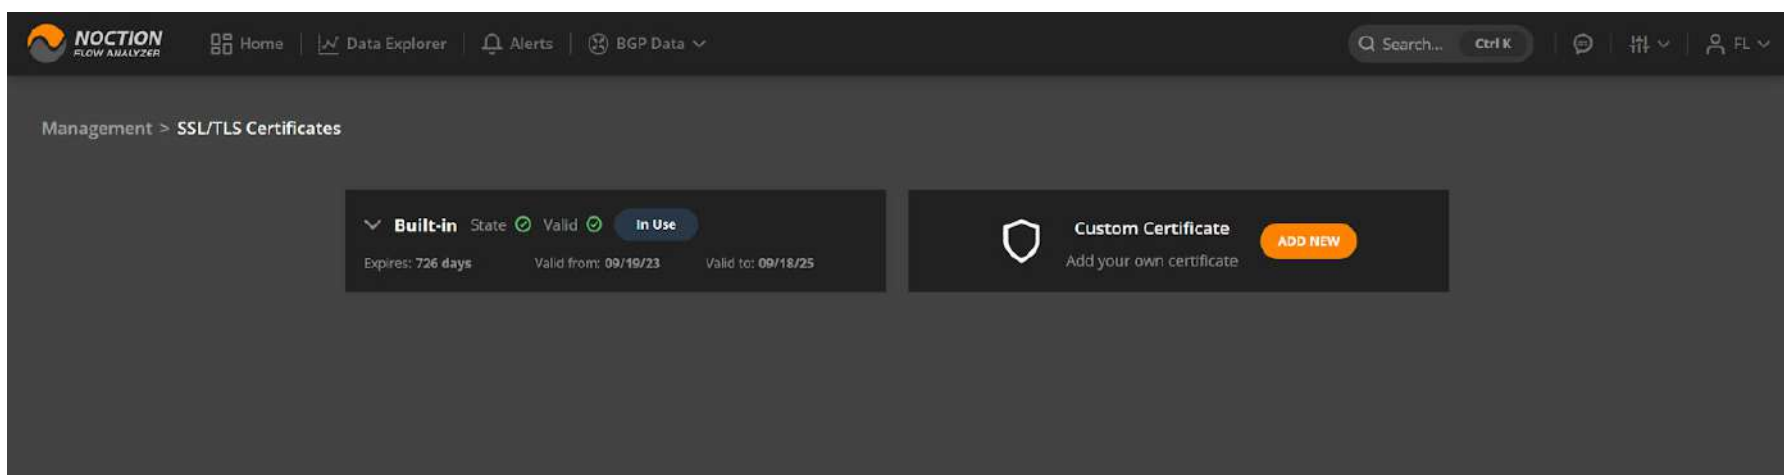 NOCTION
FLOW ANALYZER
Home
Data Explorer
Alerts
BGP Data
Search... Ctrl K
FL
Management > SSL/TLS Certificates
Built-in State Valid In Use
Expires: 726 days Valid from: 09/19/23 Valid to: 09/18/25
Custom Certificate
Add your own certificate
ADD NEW